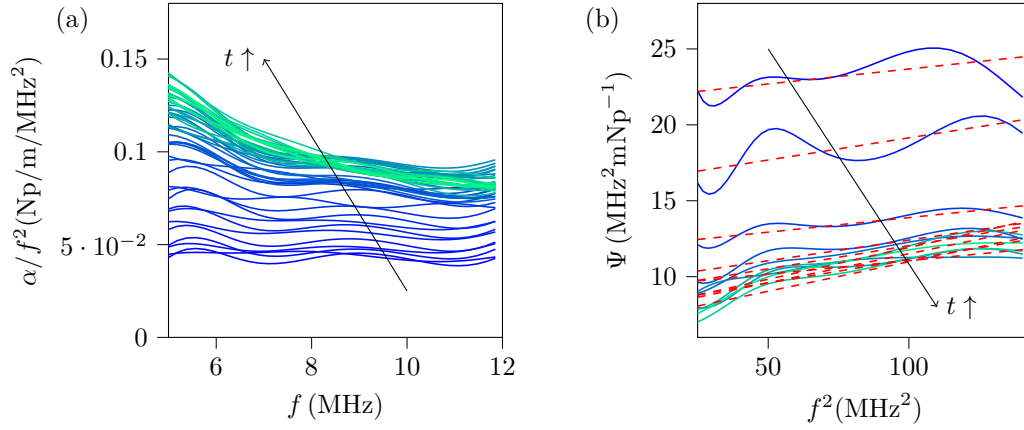 (a)
α/f²(Np/m/MHz²)
0.15
0.1
5 · 10⁻²
0
6
8
10
12
f (MHz)
t ↑
(b)
Ψ (MHz²mNp⁻¹)
25
20
15
10
50
100
f²(MHz²)
t ↑